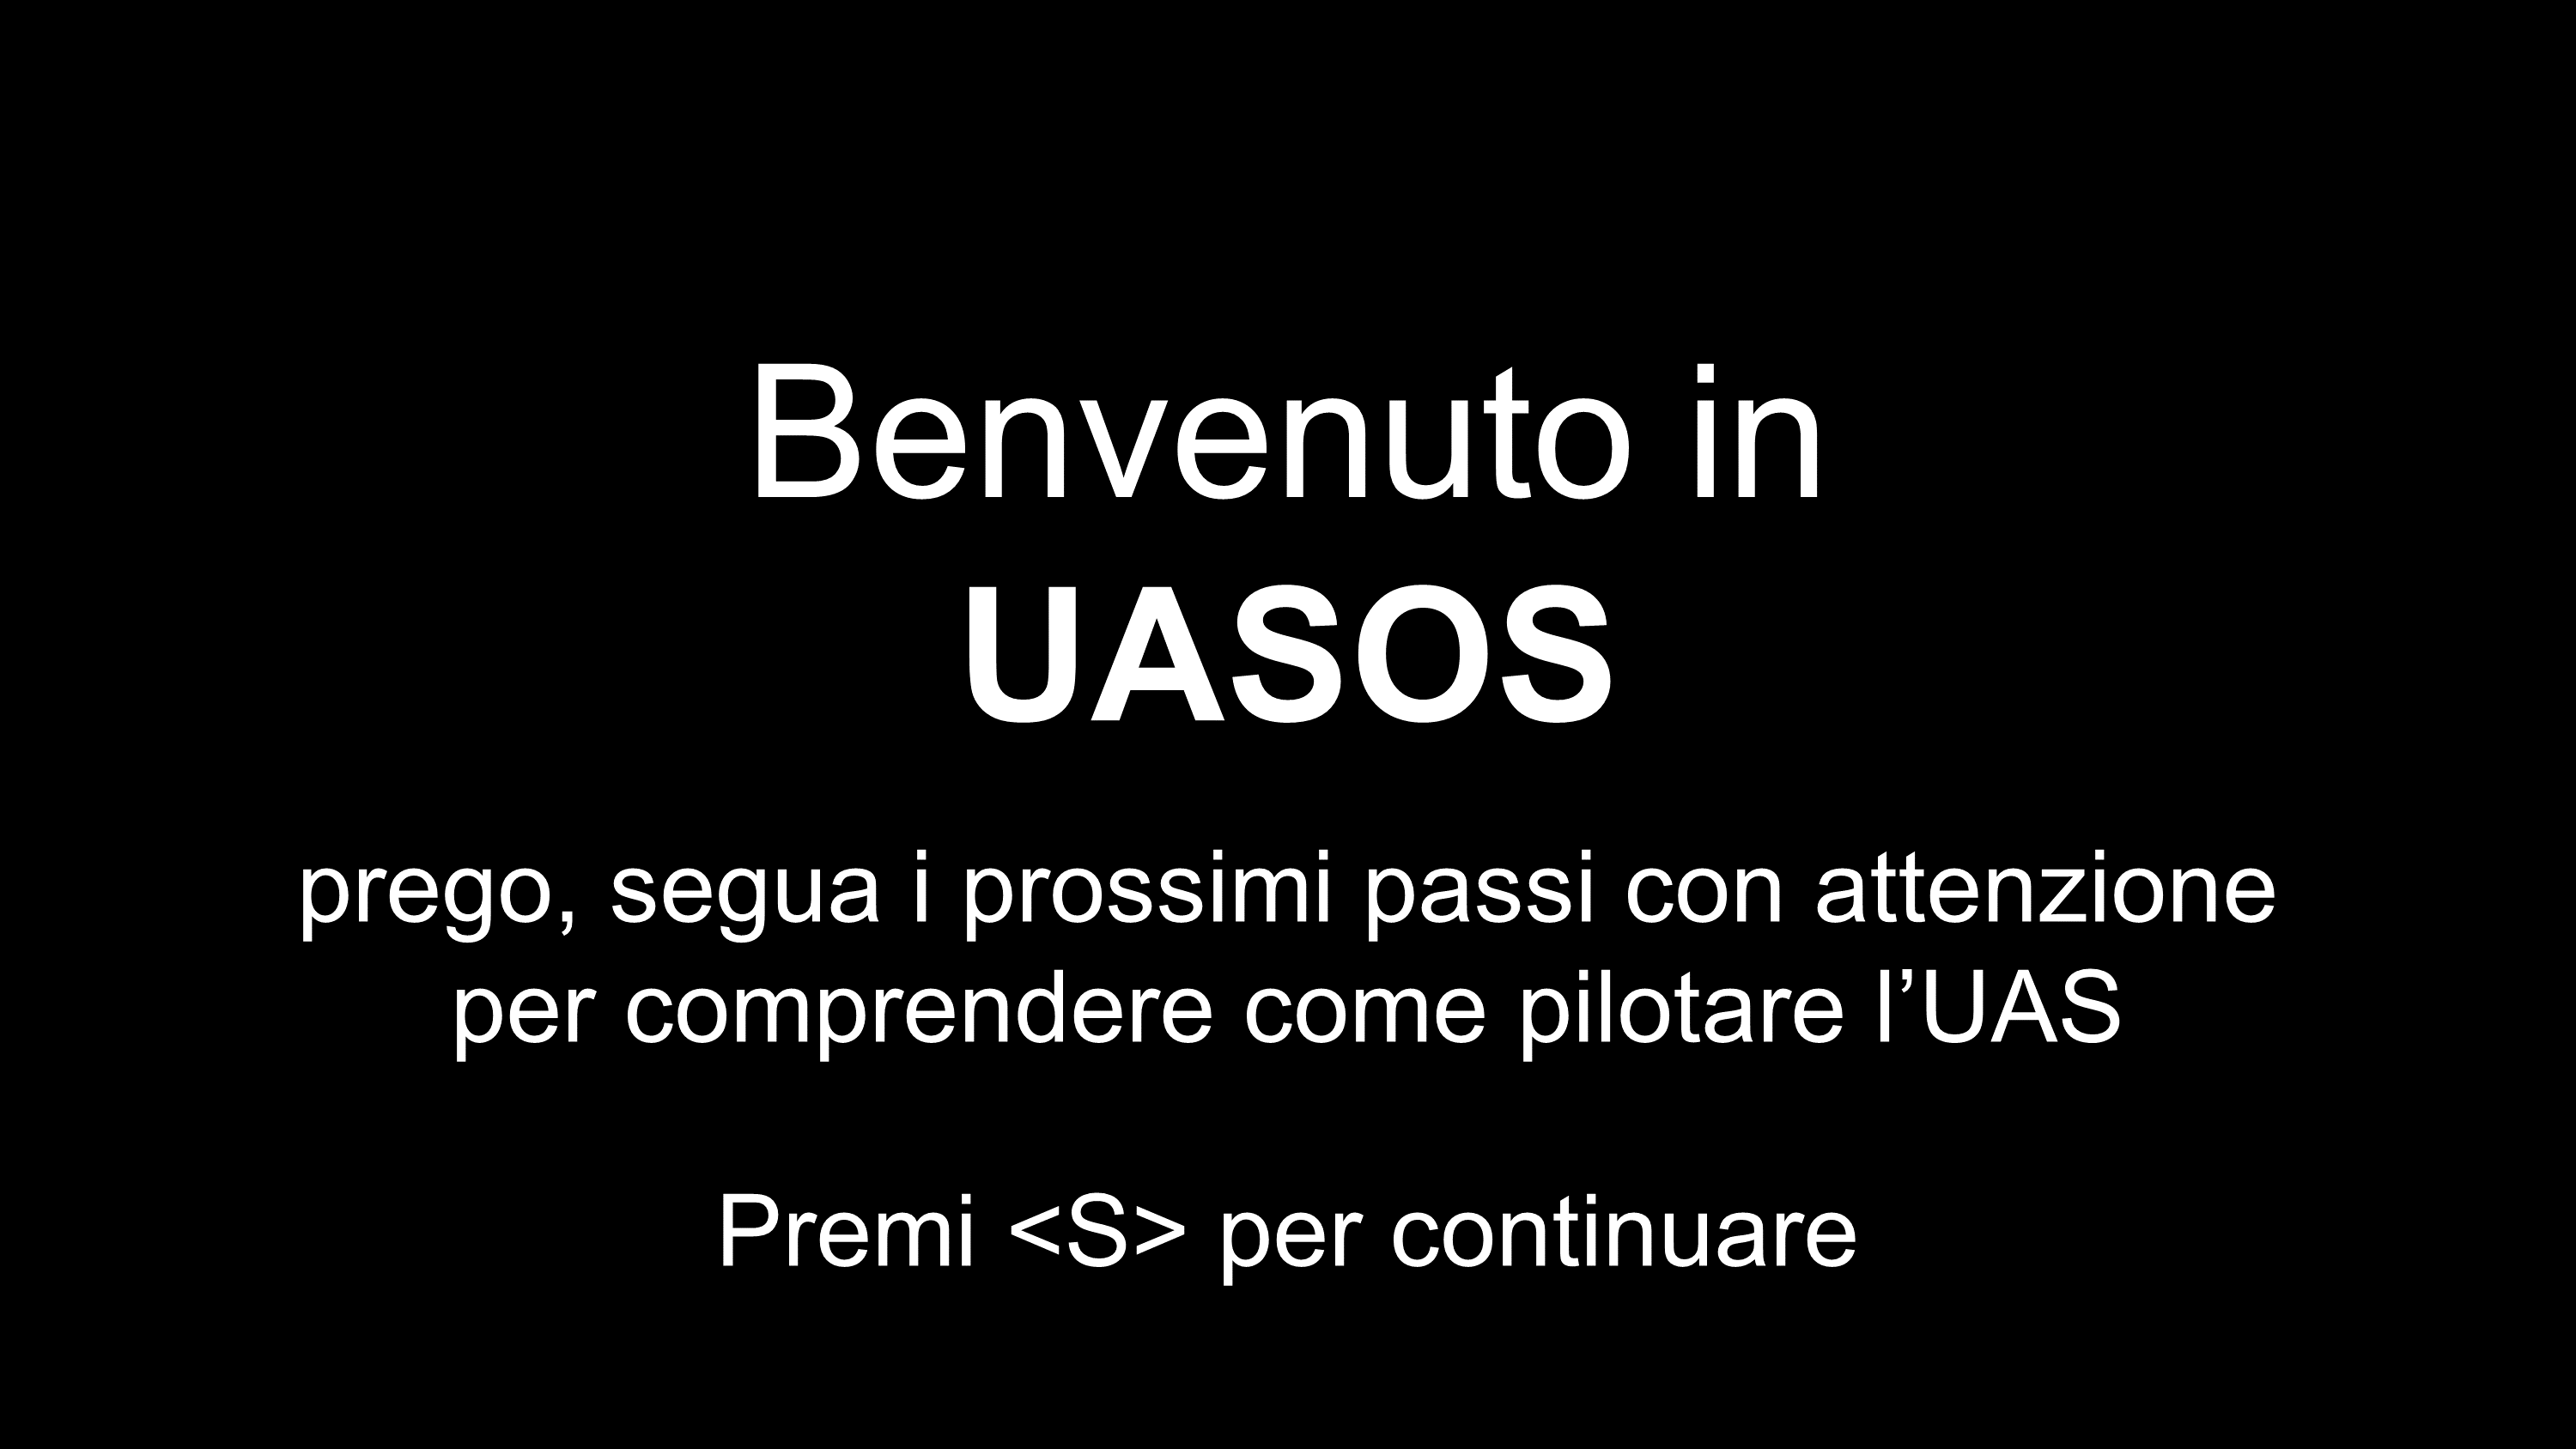 Benvenuto in
UASOS
prego, segua i prossimi passi con attenzione
per comprendere come pilotare l’UAS
Premi <S> per continuare